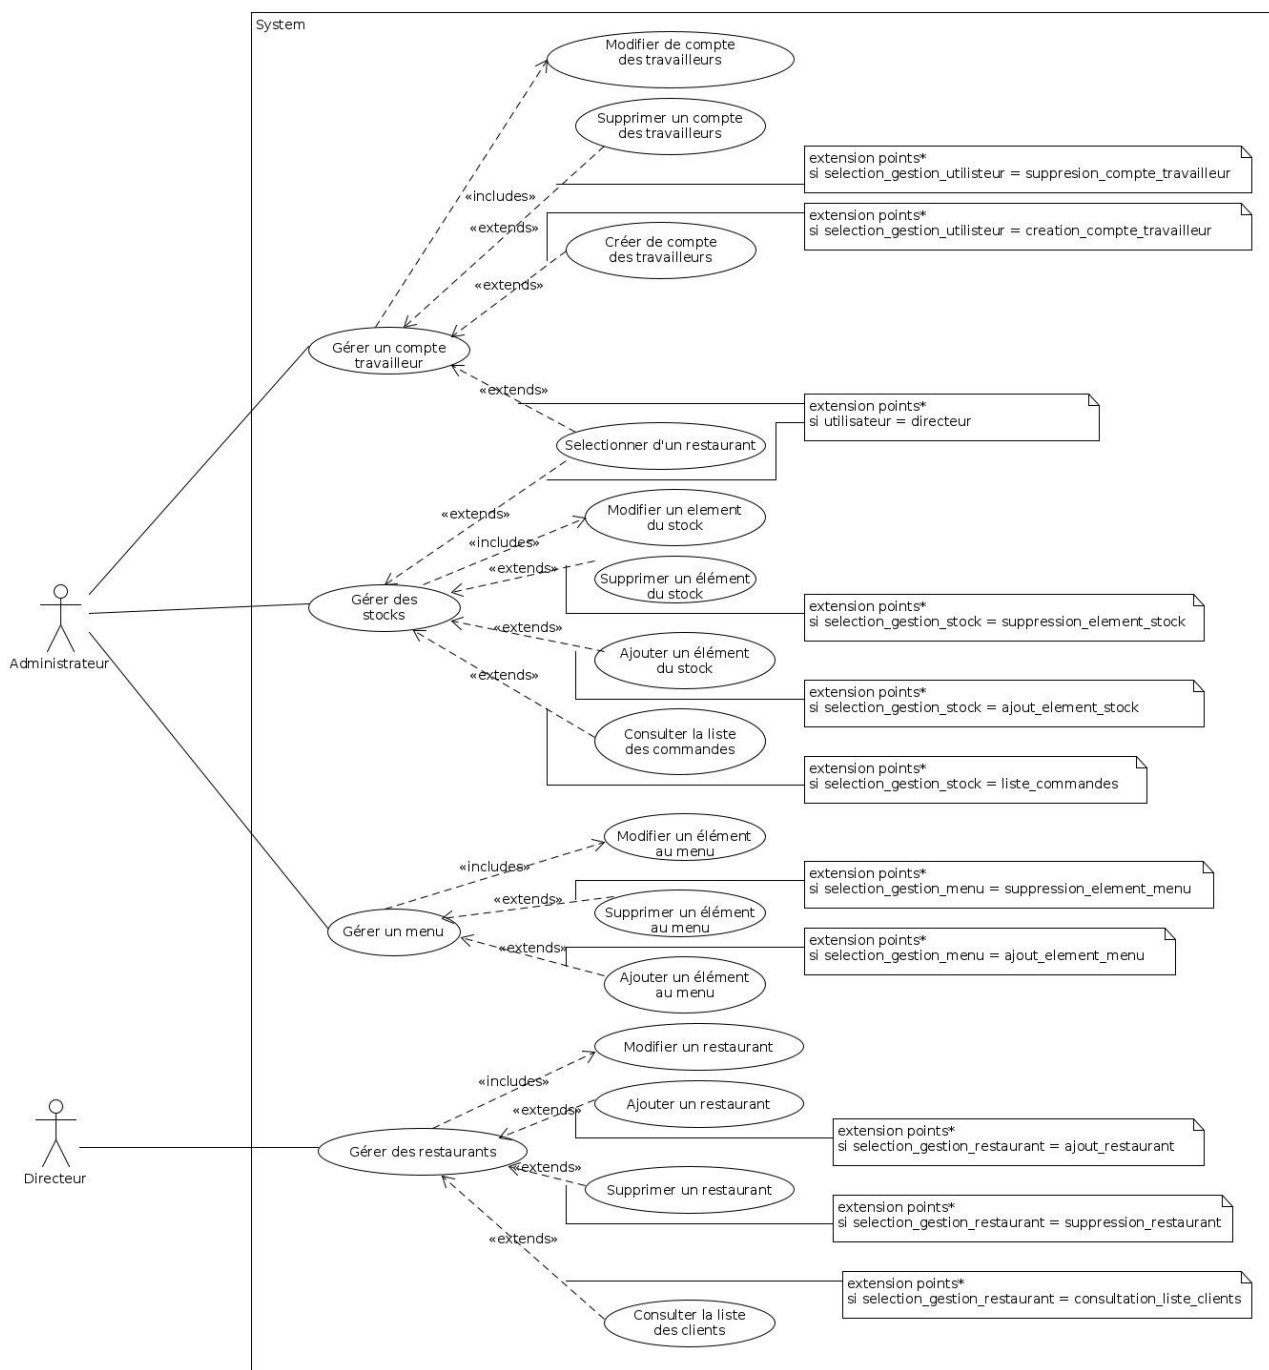 System
Modifier de compte
des travailleurs
Supprimer un compte
des travailleurs
extension points*
si selection_gestion_utilisteur = suppresion_compte_travailleur
«includes»
extension points*
si selection_gestion_utilisteur = creation_compte_travailleur
«extends»
Créer de compte
des travailleurs
«extends»
Gérer un compte
travailleur
«extends»
extension points*
si utilisateur = directeur
Selectionner d'un restaurant
«extends»
Modifier un element
du stock
«includes»
«extends»
Supprimer un élément
du stock
Gérer des
stocks
extension points*
si selection_gestion_stock = suppression_element_stock
«extends»
Administrateur
Ajouter un élément
du stock
«extends»
extension points*
si selection_gestion_stock = ajout_element_stock
Consulter la liste
des commandes
extension points*
si selection_gestion_stock = liste_commandes
Modifier un élément
au menu
«includes»
extension points*
si selection_gestion_menu = suppression_element_menu
«extends»
Supprimer un élément
au menu
Gérer un menu
extension points*
si selection_gestion_menu = ajout_element_menu
«extends»
Ajouter un élément
au menu
Modifier un restaurant
«includes»
Ajouter un restaurant
«extends»
extension points*
si selection_gestion_restaurant = ajout_restaurant
Gérer des restaurants
«extends»
Directeur
Supprimer un restaurant
extension points*
si selection_gestion_restaurant = suppression_restaurant
«extends»
extension points*
si selection_gestion_restaurant = consultation_liste_clients
Consulter la liste
des clients